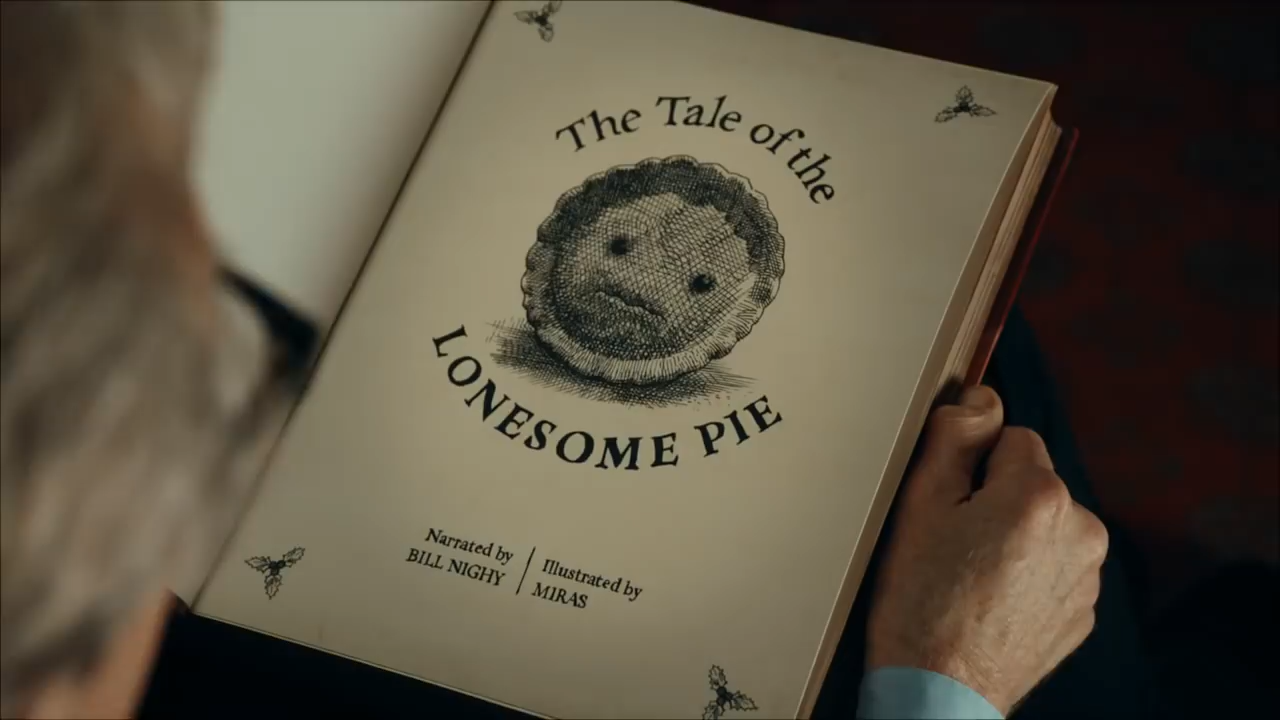 The Tale of the
LONESOME PIE
Narrated by
BILL NIGHY
Illustrated by
MIRAS